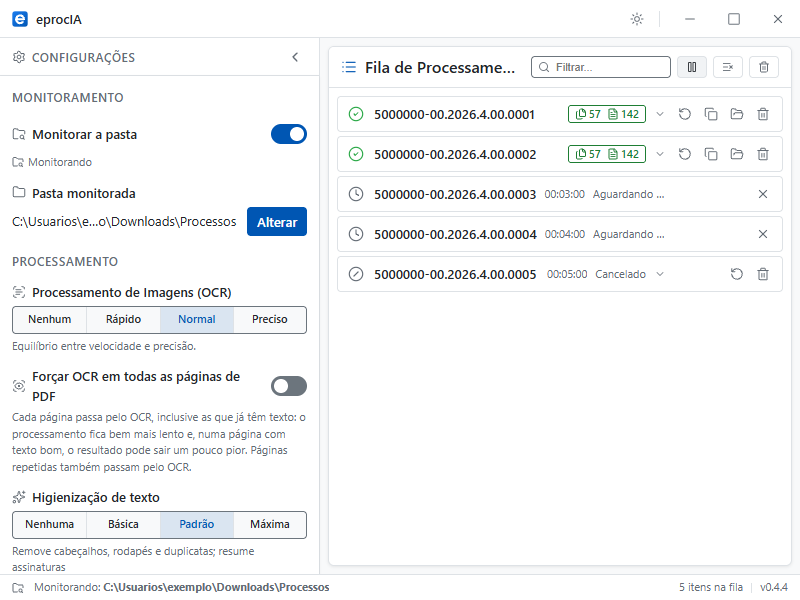 eprocIA
CONFIGURAÇÕES
MONITORAMENTO
Monitorar a pasta
Monitorando
Pasta monitorada
C:\Usuarios\e...o\Downloads\Processos
Alterar
PROCESSAMENTO
Processamento de Imagens (OCR)
Nenhum Rápido Normal Preciso
Equilíbrio entre velocidade e precisão.
Forçar OCR em todas as páginas de
PDF
Cada página passa pelo OCR, inclusive as que já têm texto: o
processamento fica bem mais lento e, numa página com
texto bom, o resultado pode sair um pouco pior. Páginas
repetidas também passam pelo OCR.
Higienização de texto
Nenhuma Básica Padrão Máxima
Remove cabeçalhos, rodapés e duplicatas; resume
assinaturas
Fila de Processame...
Filtrar...
5000000-00.2026.4.00.0001 57 142
5000000-00.2026.4.00.0002 57 142
5000000-00.2026.4.00.0003 00:03:00 Aguardando ...
5000000-00.2026.4.00.0004 00:04:00 Aguardando ...
5000000-00.2026.4.00.0005 00:05:00 Cancelado
Monitorando: C:\Usuarios\exemplo\Downloads\Processos
5 itens na fila
v0.4.4